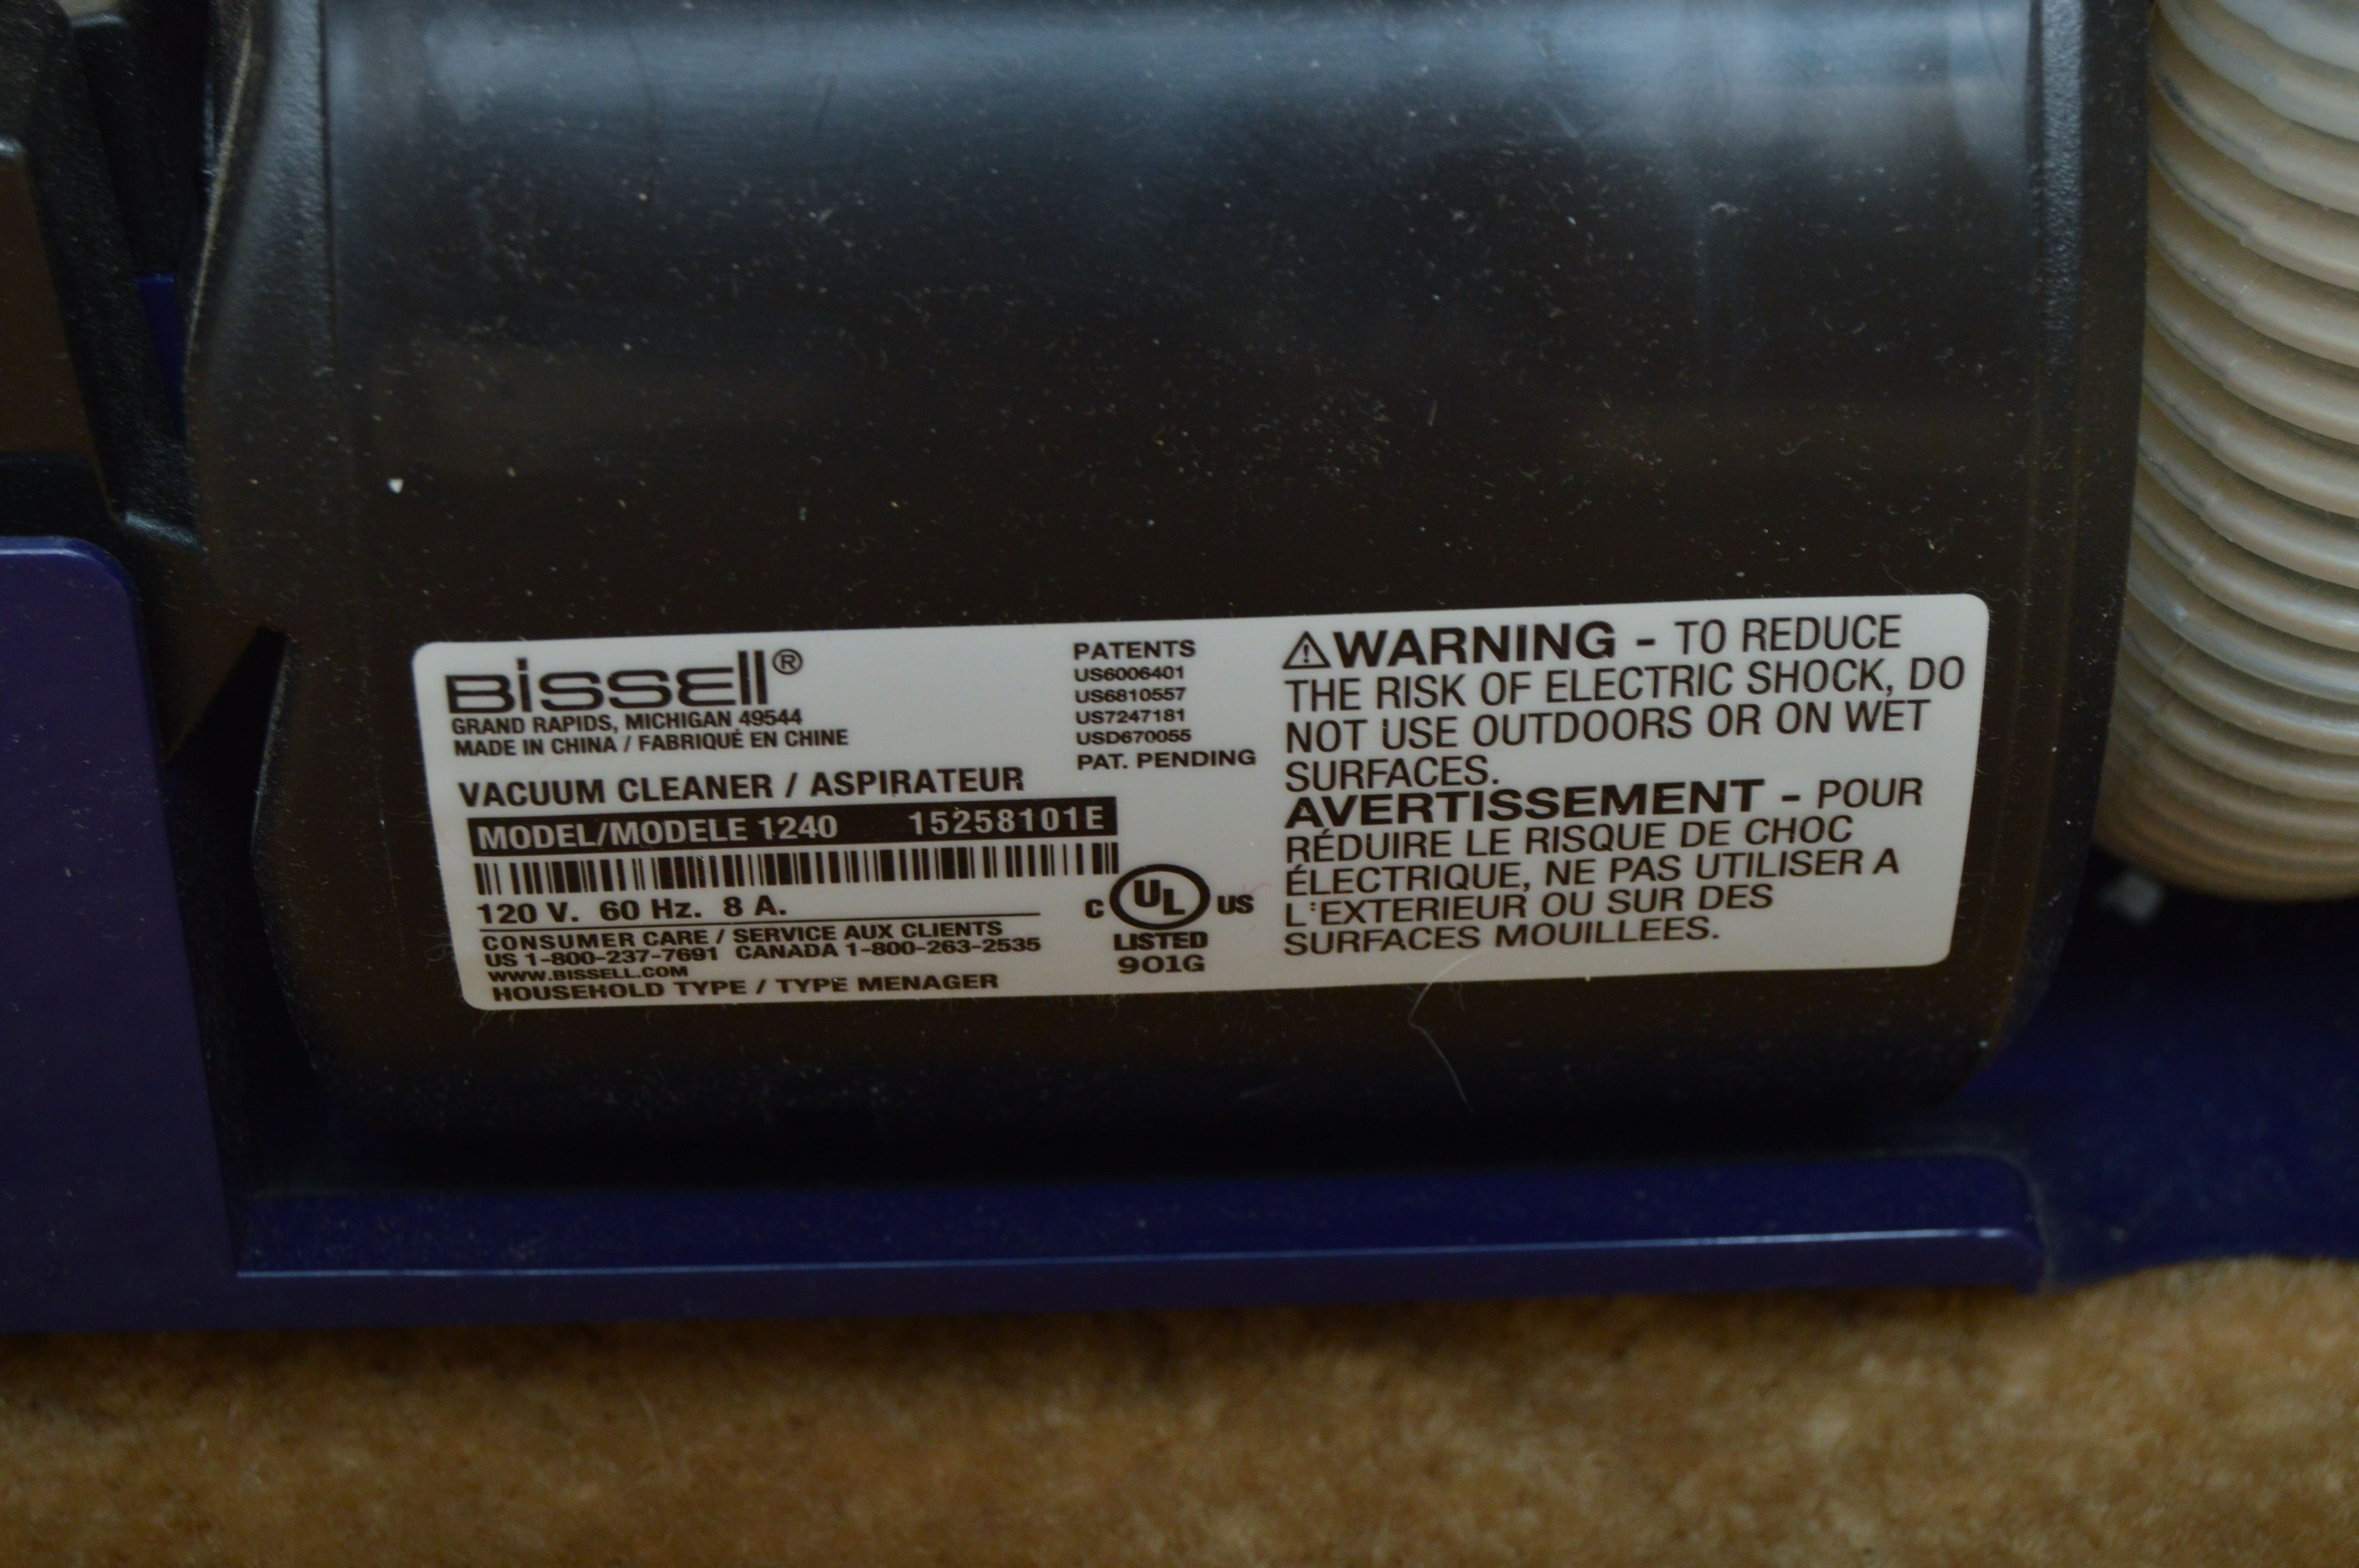 BISSELL®
GRAND RAPIDS, MICHIGAN 49544
MADE IN CHINA / FABRIQUÉ EN CHINE
VACUUM CLEANER / ASPIRATEUR
MODEL/MODELE 1240 15258101E
120 V. 60 Hz. 8 A.
CONSUMER CARE / SERVICE AUX CLIENTS
US 1-800-237-7691 CANADA 1-800-263-2535
WWW.BISSELL.COM
HOUSEHOLD TYPE / TYPE MENAGER
PATENTS
US6006401
US6810557
US7247181
USD670055
PAT. PENDING
C UL US
LISTED
901G
⚠WARNING - TO REDUCE
THE RISK OF ELECTRIC SHOCK, DO
NOT USE OUTDOORS OR ON WET
SURFACES.
AVERTISSEMENT - POUR
RÉDUIRE LE RISQUE DE CHOC
ÉLECTRIQUE, NE PAS UTILISER A
L'EXTERIEUR OU SUR DES
SURFACES MOUILLEES.